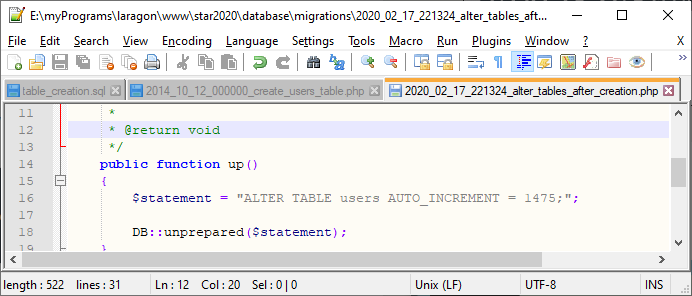 E:\myPrograms\laragon\www\star2020\database\migrations\2020_02_17_221324_alter_tables_aft...
File Edit Search View Encoding Language Settings Tools Macro Run Plugins Window ? X
table_creation.sql 2014_10_12_000000_create_users_table.php 2020_02_17_221324_alter_tables_after_creation.php
11 *
12 * @return void
13 */
14 public function up()
15 {
16 $statement = "ALTER TABLE users AUTO_INCREMENT = 1475;";
17
18 DB::unprepared($statement);
19 }
length : 522 lines : 31 Ln : 12 Col : 20 Sel : 0 | 0 Unix (LF) UTF-8 INS